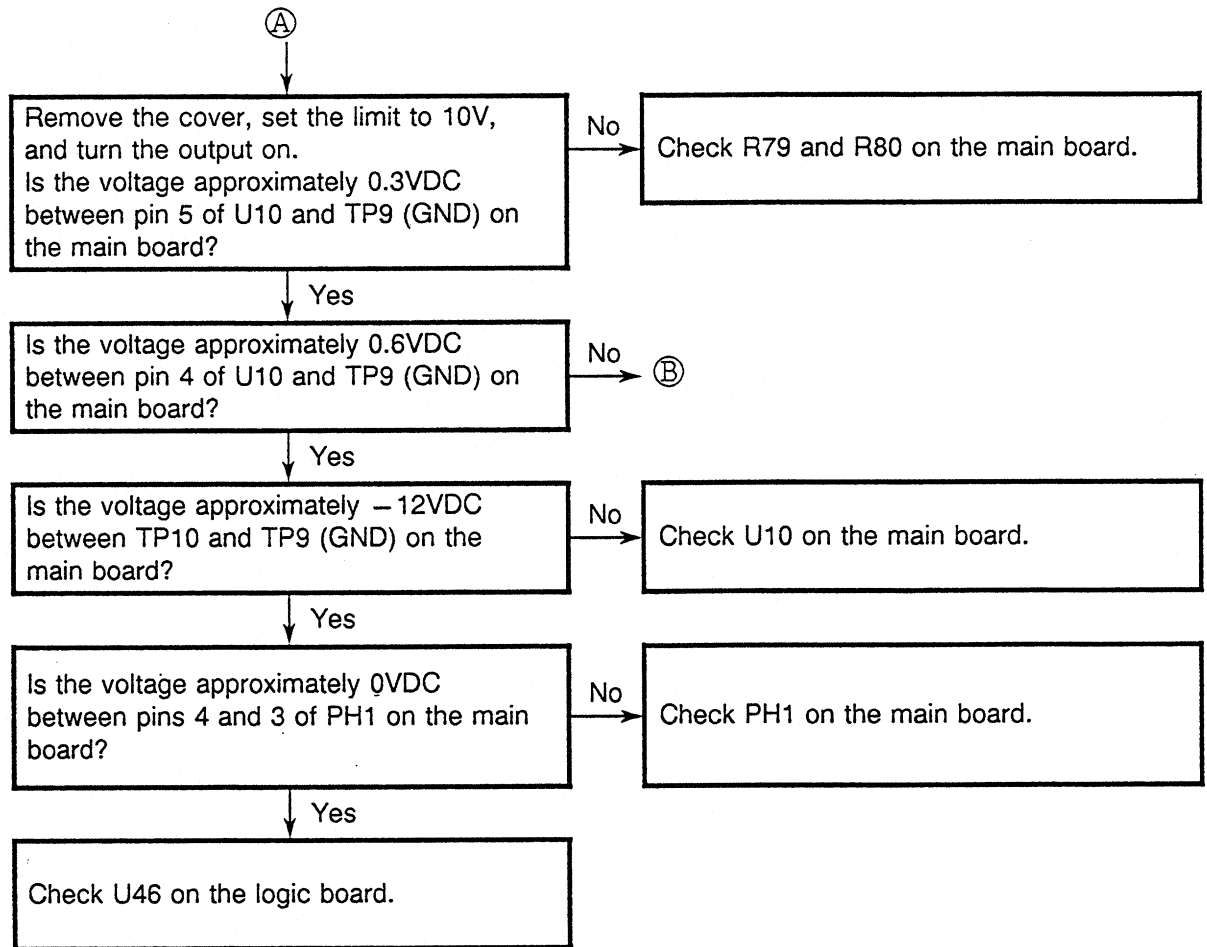 Ⓐ
Remove the cover, set the limit to 10V,
and turn the output on.
Is the voltage approximately 0.3VDC
between pin 5 of U10 and TP9 (GND) on
the main board?
No
Check R79 and R80 on the main board.
Yes
Is the voltage approximately 0.6VDC
between pin 4 of U10 and TP9 (GND) on
the main board?
No
Ⓑ
Yes
Is the voltage approximately −12VDC
between TP10 and TP9 (GND) on the
main board?
No
Check U10 on the main board.
Yes
Is the voltage approximately 0VDC
between pins 4 and 3 of PH1 on the main
board?
No
Check PH1 on the main board.
Yes
Check U46 on the logic board.